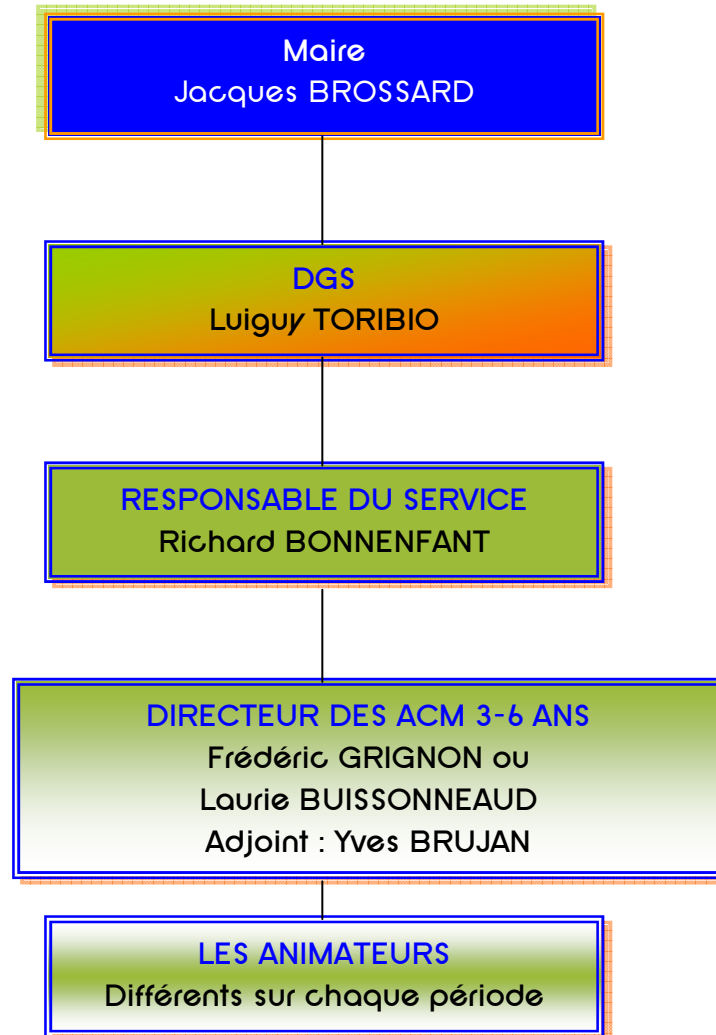 Maire
Jacques BROSSARD
DGS
Luiguy TORIBIO
RESPONSABLE DU SERVICE
Richard BONNENFANT
DIRECTEUR DES ACM 3-6 ANS
Frédéric GRIGNON ou
Laurie BUISSONNEAUD
Adjoint : Yves BRUJAN
LES ANIMATEURS
Différents sur chaque période